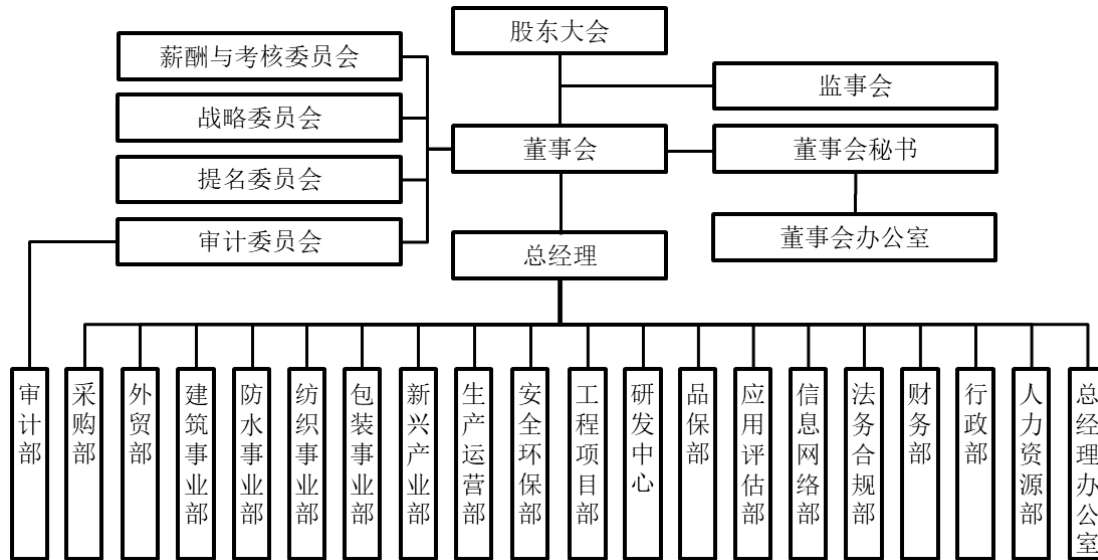 股东大会
薪酬与考核委员会
监事会
战略委员会
董事会
董事会秘书
提名委员会
审计委员会
总经理
董事会办公室
审计部
采购部
外贸部
建筑事业部
防水事业部
纺织事业部
包装事业部
新兴产业部
生产运营部
安全环保部
工程项目部
研发中心
品保部
应用评估部
信息网络部
法务合规部
财务部
行政部
人力资源部
总经理办公室